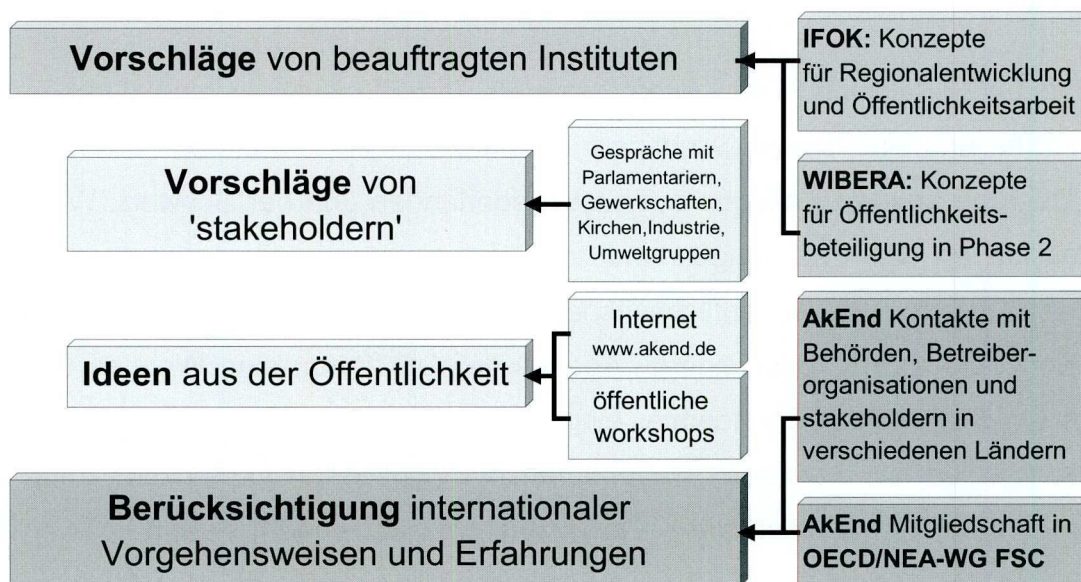 Vorschläge von beauftragten Instituten
IFOK: Konzepte
für Regionalentwicklung
und Öffentlichkeitsarbeit
WIBERA: Konzepte
für Öffentlichkeits-
beteiligung in Phase 2
Vorschläge von
'stakeholdern'
Gespräche mit
Parlamentariern,
Gewerkschaften,
Kirchen,Industrie,
Umweltgruppen
Ideen aus der Öffentlichkeit
Internet
www.akend.de
öffentliche
workshops
Berücksichtigung internationaler
Vorgehensweisen und Erfahrungen
AkEnd Kontakte mit
Behörden, Betreiber-
organisationen und
stakeholdern in
verschiedenen Ländern
AkEnd Mitgliedschaft in
OECD/NEA-WG FSC